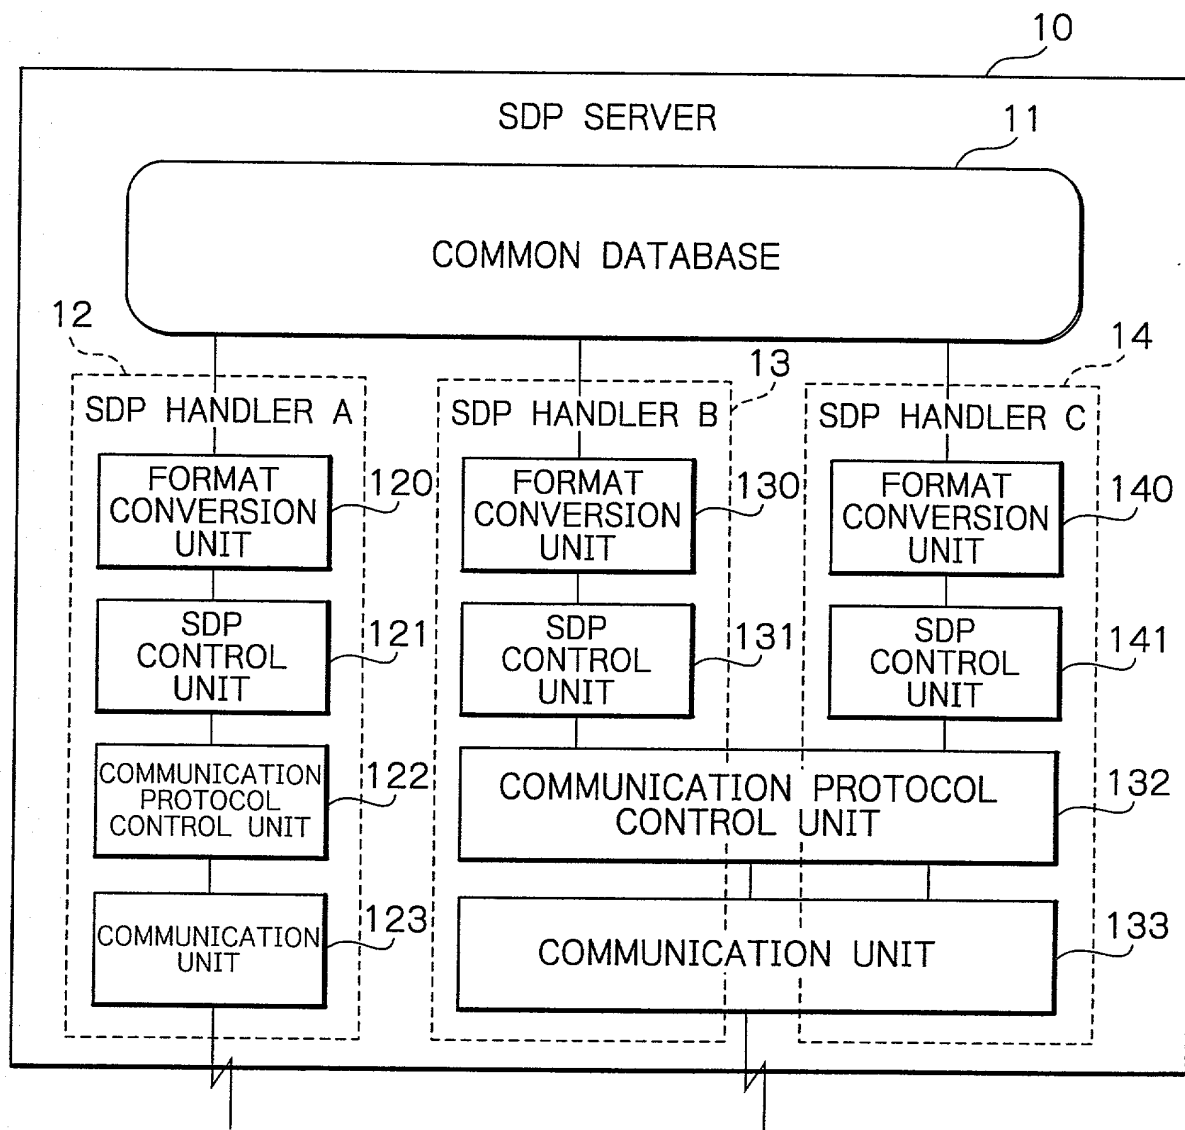 10
SDP SERVER
11
COMMON DATABASE
12
13
14
SDP HANDLER A
SDP HANDLER B
SDP HANDLER C
FORMAT
CONVERSION
UNIT
120
FORMAT
CONVERSION
UNIT
130
FORMAT
CONVERSION
UNIT
140
SDP
CONTROL
UNIT
121
SDP
CONTROL
UNIT
131
SDP
CONTROL
UNIT
141
COMMUNICATION
PROTOCOL
CONTROL UNIT
122
COMMUNICATION PROTOCOL
CONTROL UNIT
132
COMMUNICATION
UNIT
123
COMMUNICATION UNIT
133